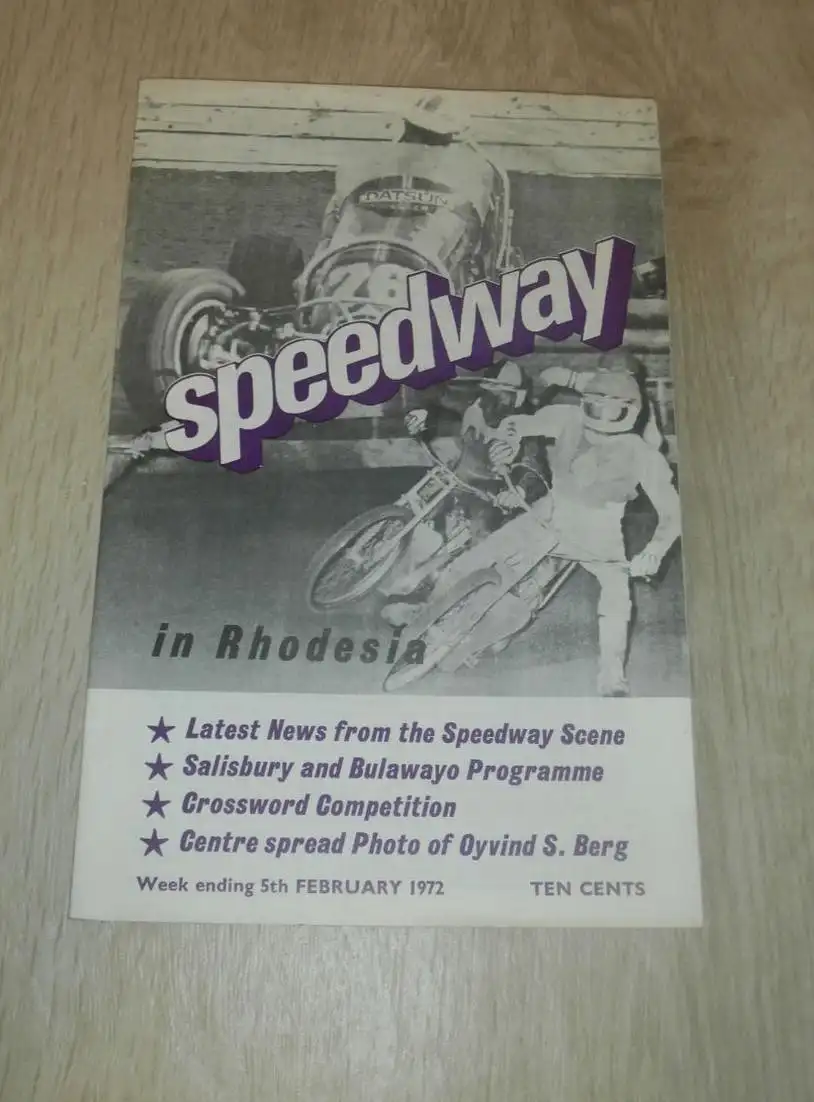 DATSUN
76
speedway
in Rhodesia
★ Latest News from the Speedway Scene
★ Salisbury and Bulawayo Programme
★ Crossword Competition
★ Centre spread Photo of Oyvind S. Berg
Week ending 5th FEBRUARY 1972 TEN CENTS